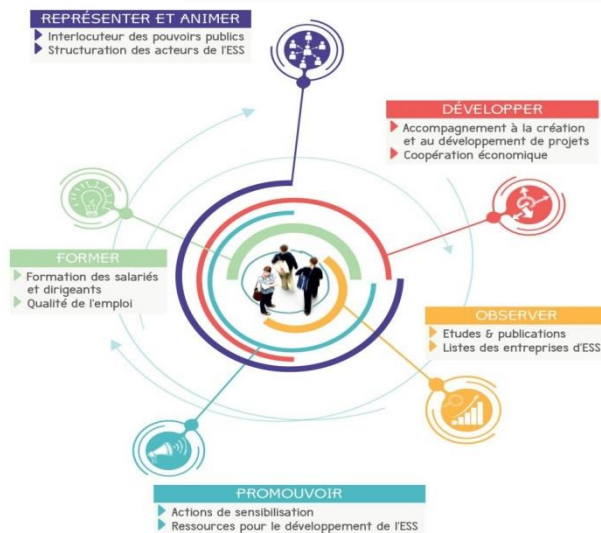 REPRÉSENTER ET ANIMER
Interlocuteur des pouvoirs publics
Structuration des acteurs de l'ESS
DÉVELOPPER
Accompagnement à la création
et au développement de projets
Coopération économique
FORMER
Formation des salariés
et dirigeants
Qualité de l'emploi
OBSERVER
Etudes & publications
Listes des entreprises d'ESS
PROMOUVOIR
Actions de sensibilisation
Ressources pour le développement de l'ESS